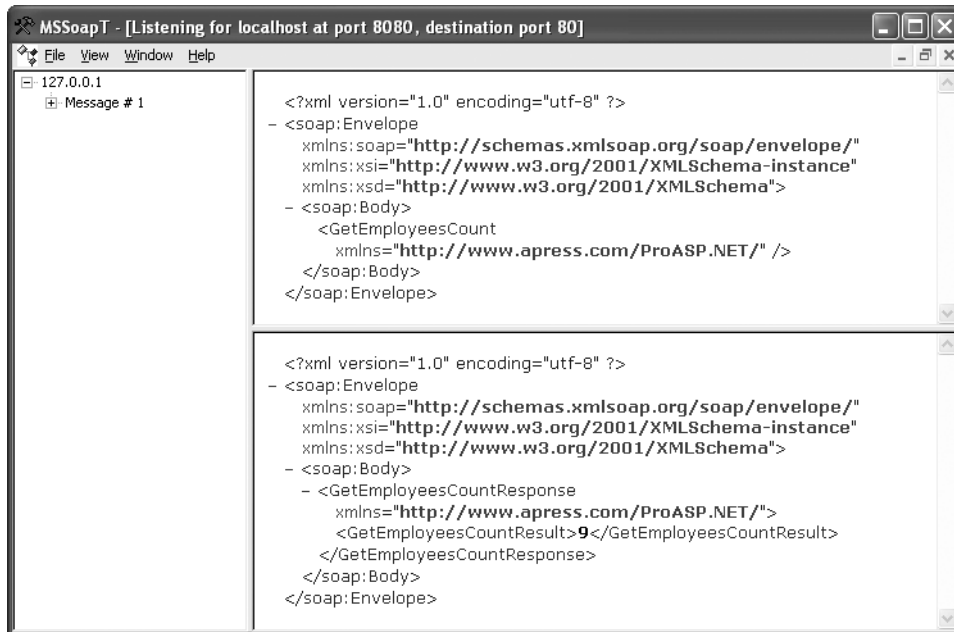 MSSoapT - [Listening for localhost at port 8080, destination port 80]
File View Window Help
127.0.0.1
Message # 1
<?xml version="1.0" encoding="utf-8" ?>
- <soap:Envelope
xmlns:soap="http://schemas.xmlsoap.org/soap/envelope/"
xmlns:xsi="http://www.w3.org/2001/XMLSchema-instance"
xmlns:xsd="http://www.w3.org/2001/XMLSchema">
- <soap:Body>
<GetEmployeesCount
xmlns="http://www.apress.com/ProASP.NET/" />
</soap:Body>
</soap:Envelope>
<?xml version="1.0" encoding="utf-8" ?>
- <soap:Envelope
xmlns:soap="http://schemas.xmlsoap.org/soap/envelope/"
xmlns:xsi="http://www.w3.org/2001/XMLSchema-instance"
xmlns:xsd="http://www.w3.org/2001/XMLSchema">
- <soap:Body>
- <GetEmployeesCountResponse
xmlns="http://www.apress.com/ProASP.NET/">
<GetEmployeesCountResult>9</GetEmployeesCountResult>
</GetEmployeesCountResponse>
</soap:Body>
</soap:Envelope>